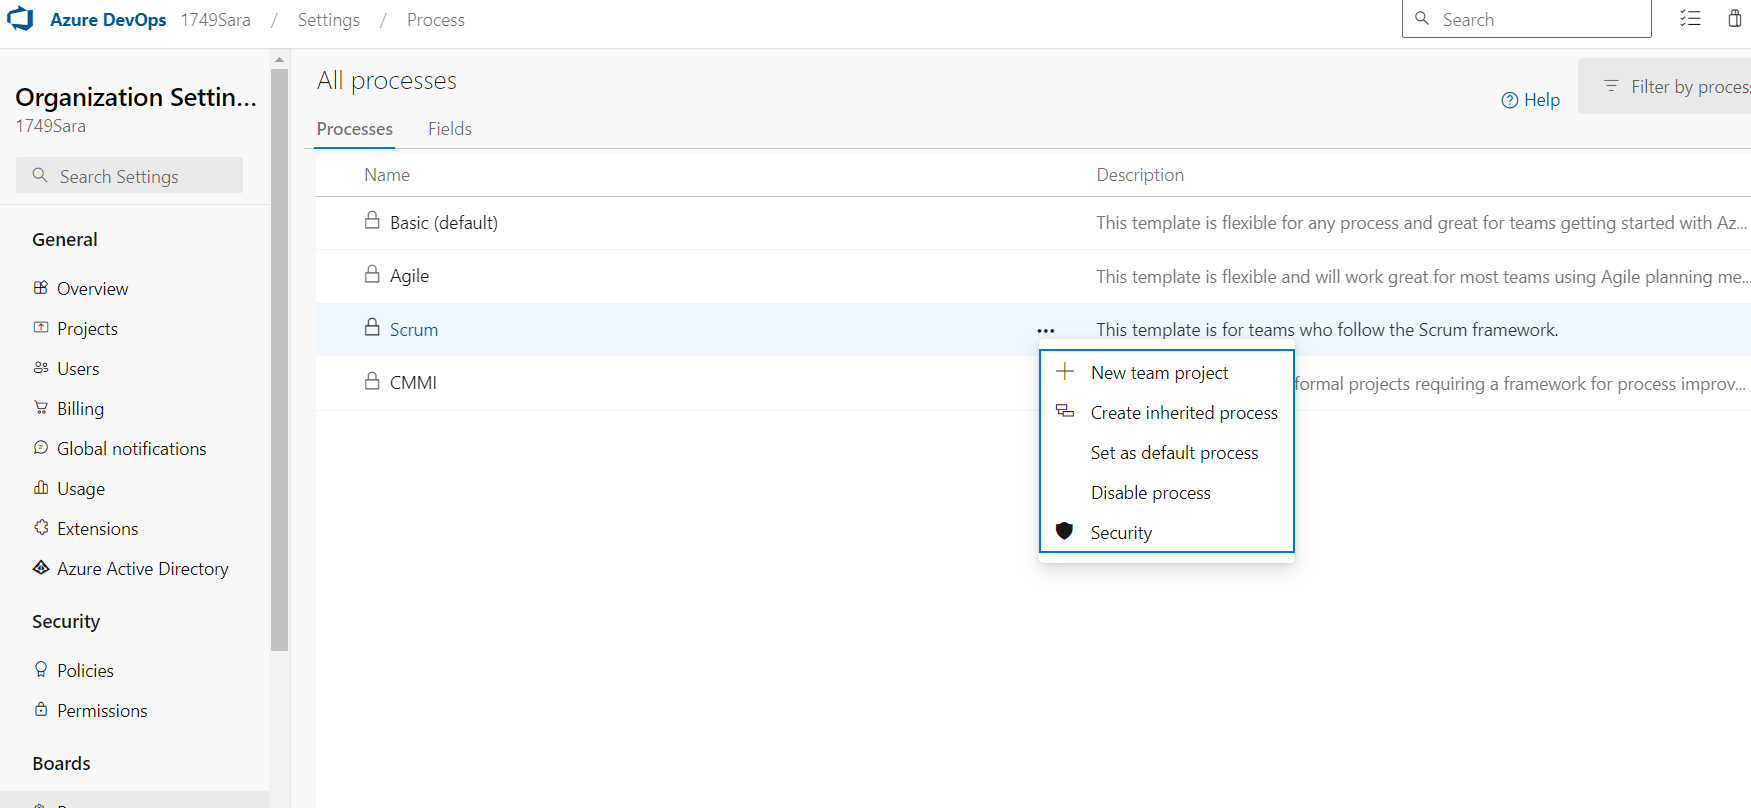 Azure DevOps 1749Sara / Settings / Process
Search
Organization Settin...
1749Sara
Search Settings
General
Overview
Projects
Users
Billing
Global notifications
Usage
Extensions
Azure Active Directory
Security
Policies
Permissions
Boards
All processes
Help
Filter by process
Processes Fields
Name Description
Basic (default) This template is flexible for any process and great for teams getting started with Az...
Agile This template is flexible and will work great for most teams using Agile planning me...
Scrum ... This template is for teams who follow the Scrum framework.
CMMI formal projects requiring a framework for process improv...
New team project
Create inherited process
Set as default process
Disable process
Security